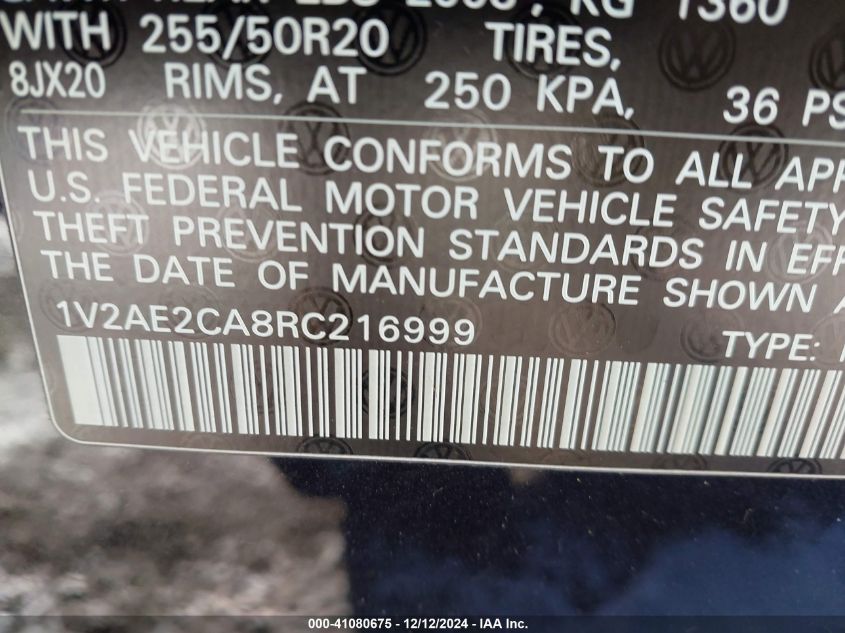 KG 1360
WITH 255/50R20 TIRES,
8JX20 RIMS, AT 250 KPA, 36 PS
THIS VEHICLE CONFORMS TO ALL APP
U.S. FEDERAL MOTOR VEHICLE SAFETY
THEFT PREVENTION STANDARDS IN EFF
THE DATE OF MANUFACTURE SHOWN A
1V2AE2CA8RC216999 TYPE:
000-41080675 - 12/12/2024 - IAA Inc.